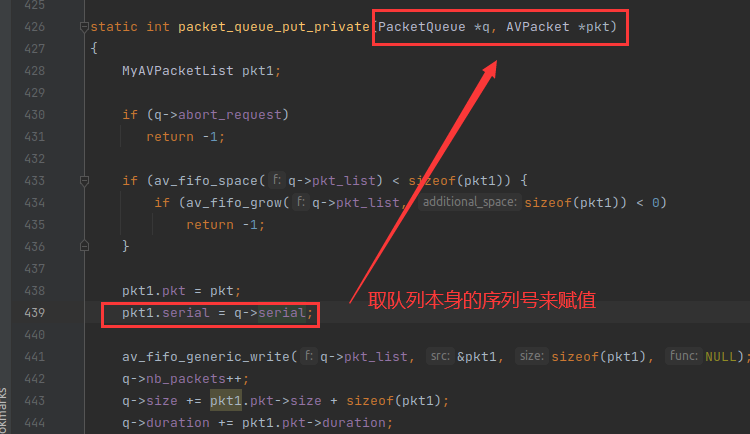 425
426 static int packet_queue_put_private(PacketQueue *q, AVPacket *pkt)
427 {
428 MyAVPacketList pkt1;
429
430 if (q->abort_request)
431 return -1;
432
433 if (av_fifo_space( f: q->pkt_list) < sizeof(pkt1)) {
434 if (av_fifo_grow( f: q->pkt_list, additional_space: sizeof(pkt1)) < 0)
435 return -1;
436 }
437
438 pkt1.pkt = pkt;
取队列本身的序列号来赋值
439 pkt1.serial = q->serial;
440
441 av_fifo_generic_write( f: q->pkt_list, src: &pkt1, size: sizeof(pkt1), func: NULL);
442 q->nb_packets++;
443 q->size += pkt1.pkt->size + sizeof(pkt1);
444 q->duration += pkt1.pkt->duration;